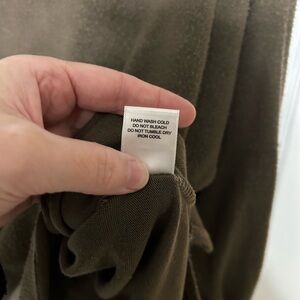 HAND WASH COLD
DO NOT BLEACH
DO NOT TUMBLE DRY
IRON COOL